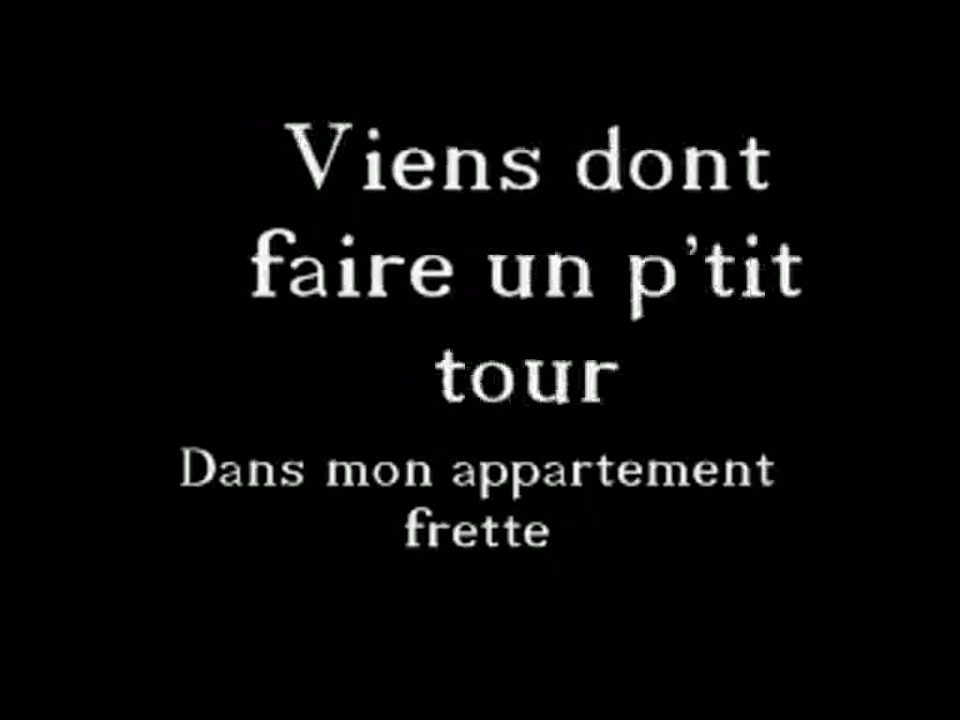 Viens dont
faire un p'tit
tour
Dans mon appartement
frette